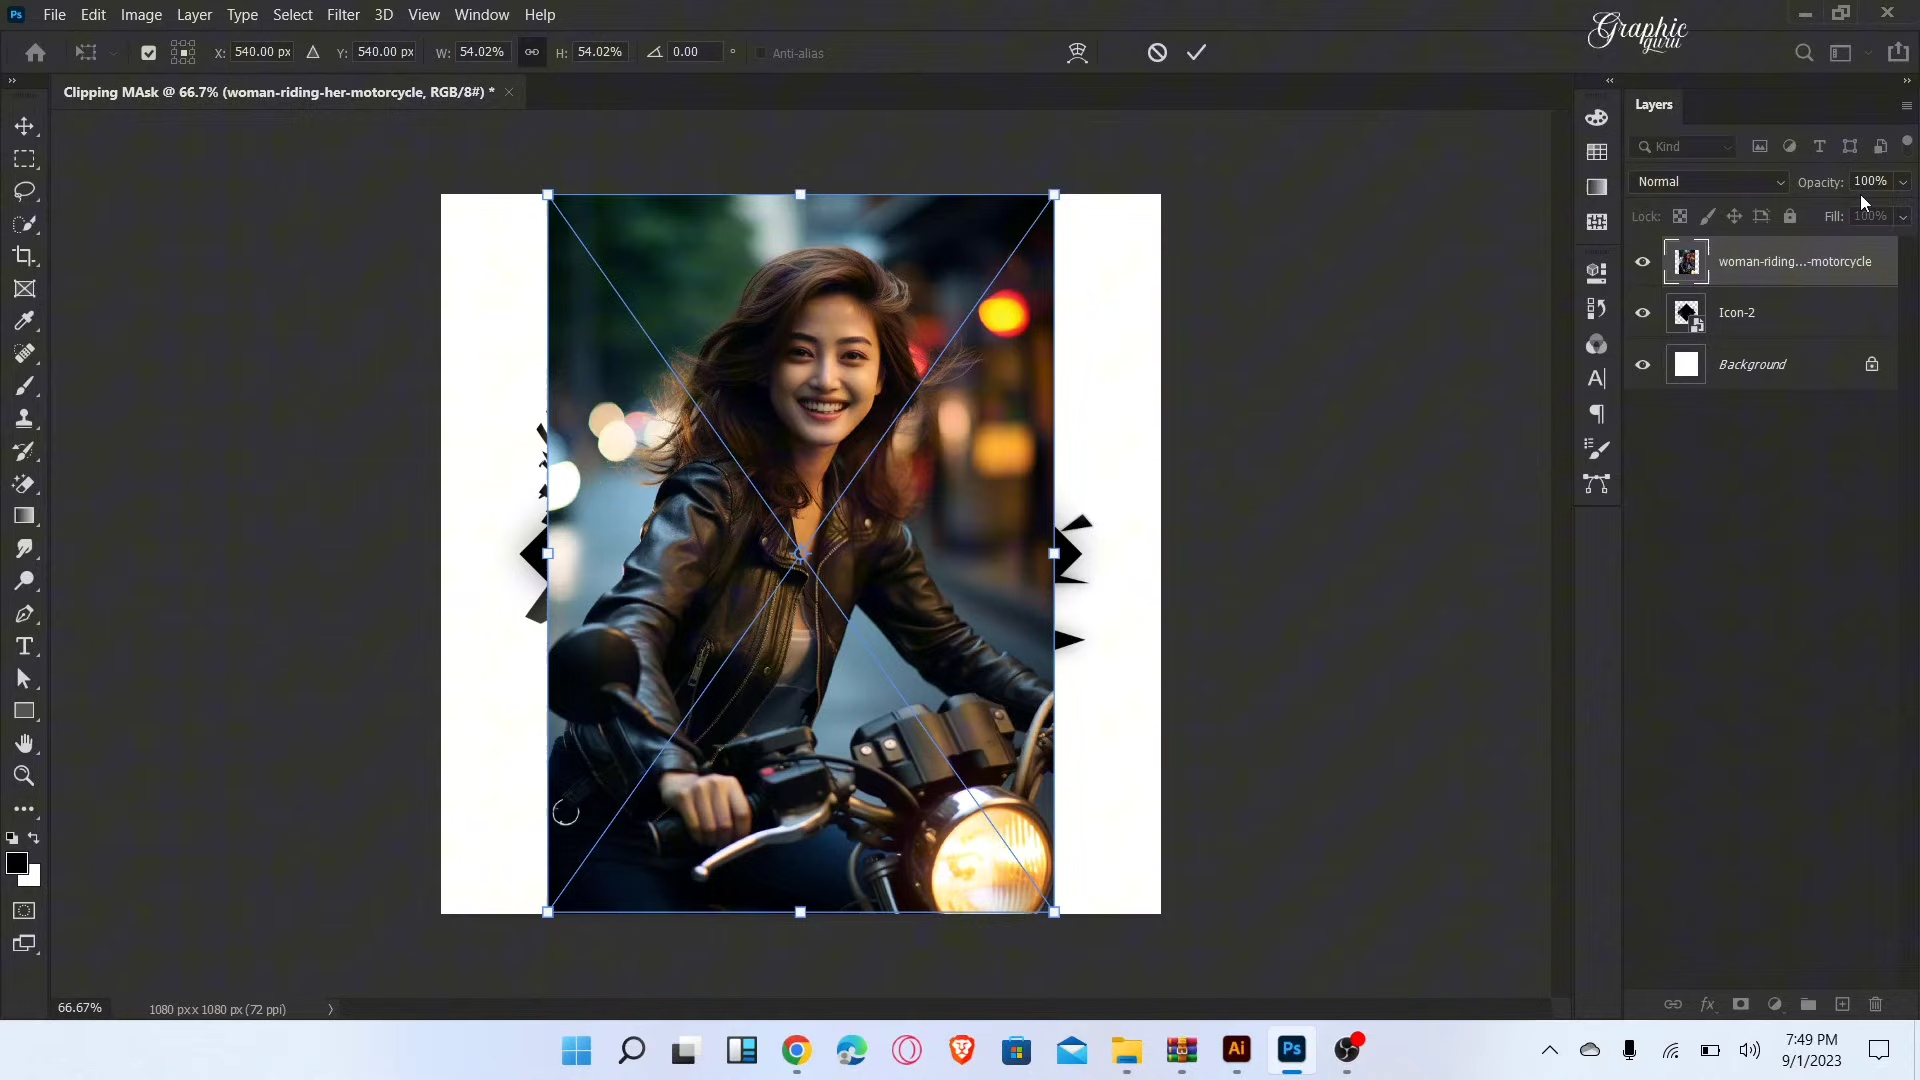 Ps File Edit Image Layer Type Select Filter 3D View Window Help
Graphic guru
X: 540.00 px Y: 540.00 px W: 54.02% H: 54.02% 0.00 ° Anti-alias
Clipping MAsk @ 66.7% (woman-riding-her-motorcycle, RGB/8#) *
Layers
Kind
Normal Opacity: 100%
Lock: Fill: 100%
woman-riding...-motorcycle
Icon-2
Background
66.67% 1080 px x 1080 px (72 ppi)
fx
Ai Ps
7:49 PM
9/1/2023